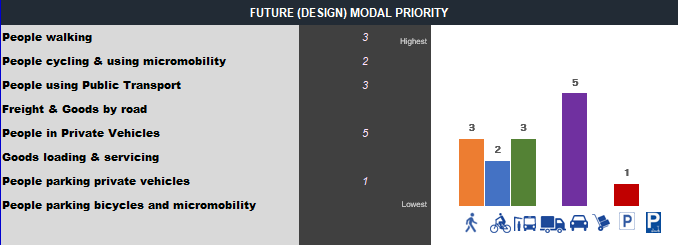 FUTURE (DESIGN) MODAL PRIORITY
People walking 3 Highest
People cycling & using micromobility 2
People using Public Transport 3
Freight & Goods by road
People in Private Vehicles 5
Goods loading & servicing
People parking private vehicles 1
People parking bicycles and micromobility Lowest
3
2
3
5
1
P
P